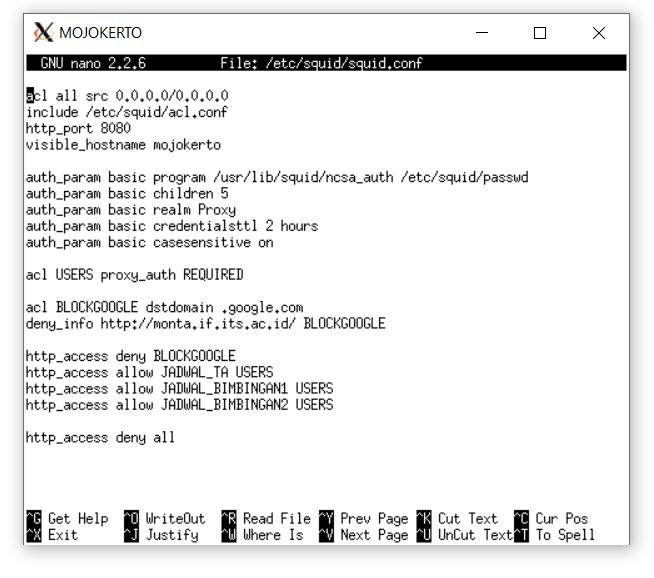 MOJOKERTO
GNU nano 2.2.6 File: /etc/squid/squid.conf
acl all src 0.0.0.0/0.0.0.0
include /etc/squid/acl.conf
http_port 8080
visible_hostname mojokerto
auth_param basic program /usr/lib/squid/ncsa_auth /etc/squid/passwd
auth_param basic children 5
auth_param basic realm Proxy
auth_param basic credentialsttl 2 hours
auth_param basic casesensitive on
acl USERS proxy_auth REQUIRED
acl BLOCKGOOGLE dstdomain .google.com
deny_info http://monta.if.its.ac.id/ BLOCKGOOGLE
http_access deny BLOCKGOOGLE
http_access allow JADWAL_TA USERS
http_access allow JADWAL_BIMBINGAN1 USERS
http_access allow JADWAL_BIMBINGAN2 USERS
http_access deny all
^G Get Help ^O WriteOut ^R Read File ^Y Prev Page ^K Cut Text ^C Cur Pos
^X Exit ^J Justify ^W Where Is ^V Next Page ^U UnCut Text ^T To Spell